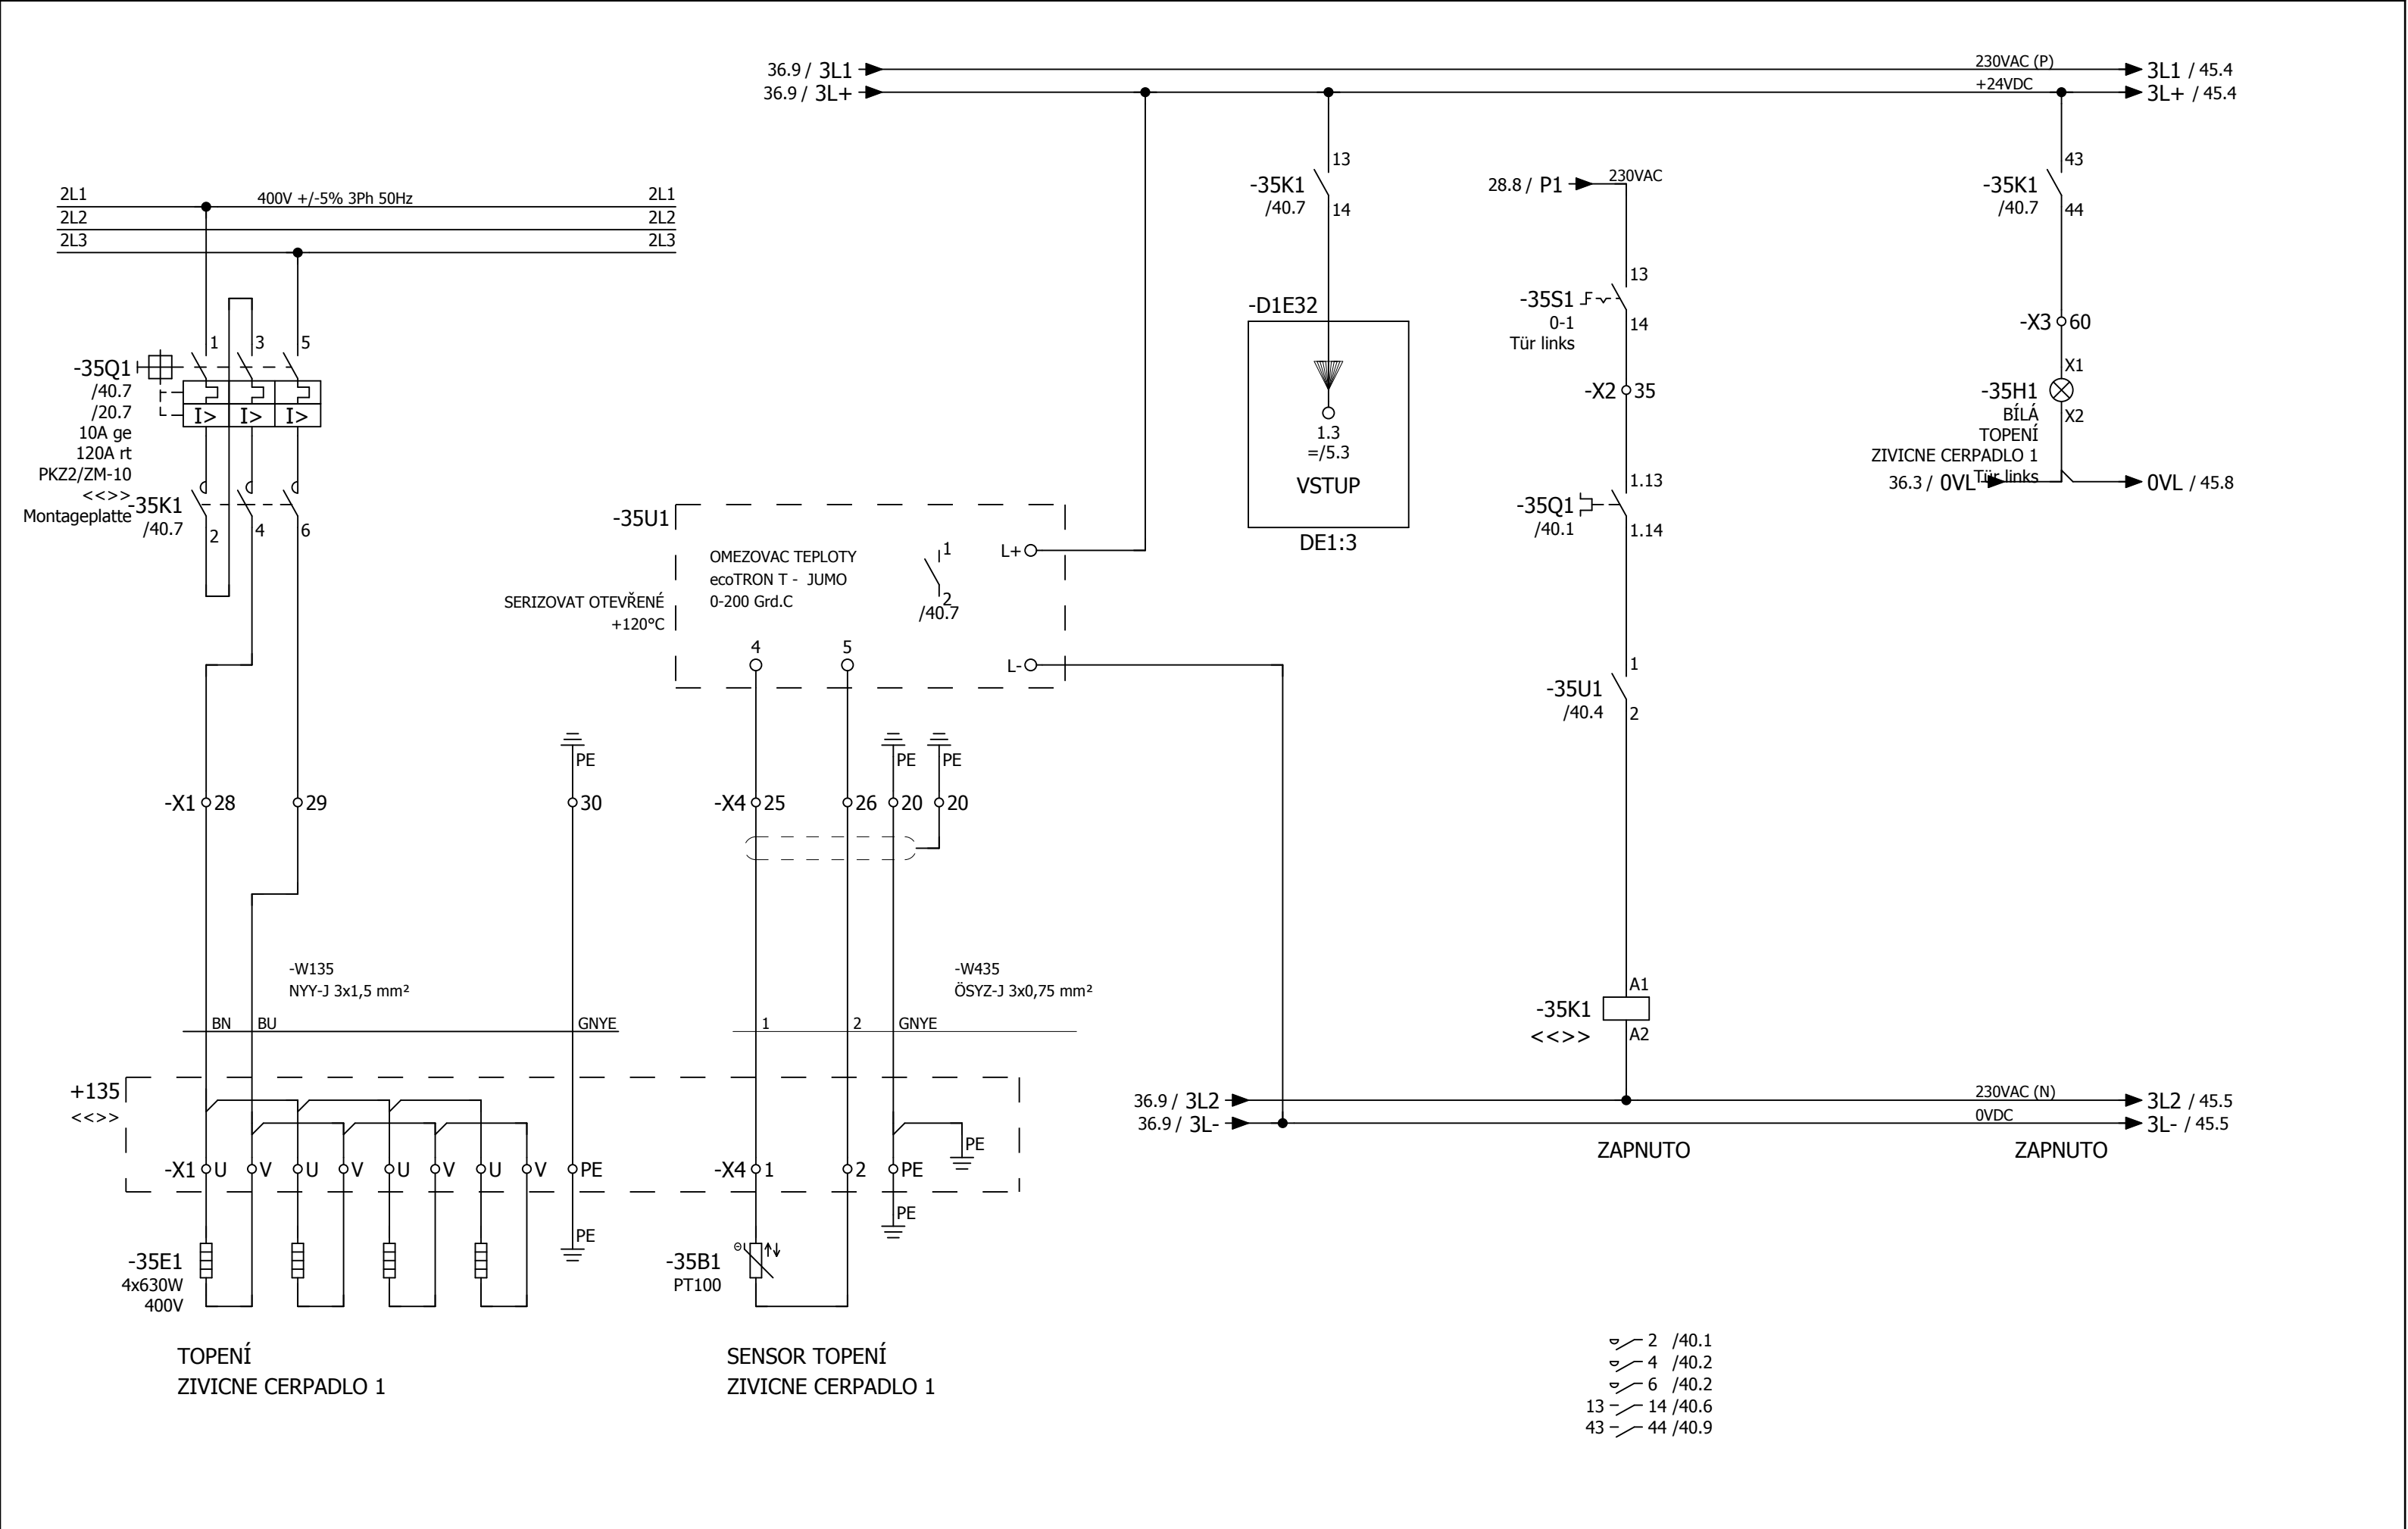 36.9 / 3L1
230VAC (P)
3L1 / 45.4
36.9 / 3L+
+24VDC
3L+ / 45.4
2L1
400V +/-5% 3Ph 50Hz
2L1
2L2
2L2
2L3
2L3
1
3
5
-35Q1
/40.7
/20.7
10A ge
120A rt
PKZ2/ZM-10
<<>>
Montageplatte
I>
I>
I>
-35K1
/40.7
2
4
6
-35U1
OMEZOVAC TEPLOTY
ecoTRON T - JUMO
0-200 Grd.C
SERIZOVAT OTEVŘENÉ
+120°C
1
2
/40.7
L+
L-
4
5
13
-35K1
/40.7
14
-D1E32
1.3
=/5.3
VSTUP
DE1:3
28.8 / P1
230VAC
13
-35S1
0-1
Tür links
14
-X2
35
1.13
-35Q1
/40.1
1.14
1
-35U1
/40.4
2
A1
-35K1
<<>>
A2
43
-35K1
/40.7
44
-X3
60
X1
-35H1
BÍLÁ
X2
TOPENÍ
ZIVICNE CERPADLO 1
Tür links
36.3 / 0VL
0VL / 45.8
PE
PE
PE
-X1
28
29
30
-X4
25
26
20
20
-W135
NYY-J 3x1,5 mm²
-W435
ÖSYZ-J 3x0,75 mm²
BN
BU
GNYE
1
2
GNYE
+135
<<>>
36.9 / 3L2
230VAC (N)
3L2 / 45.5
36.9 / 3L-
0VDC
3L- / 45.5
ZAPNUTO
ZAPNUTO
PE
-X1
U
V
U
V
U
V
U
V
PE
-X4
1
2
PE
PE
PE
-35E1
4x630W
400V
-35B1
PT100
TOPENÍ
ZIVICNE CERPADLO 1
SENSOR TOPENÍ
ZIVICNE CERPADLO 1
2 /40.1
4 /40.2
6 /40.2
13 14 /40.6
43 44 /40.9